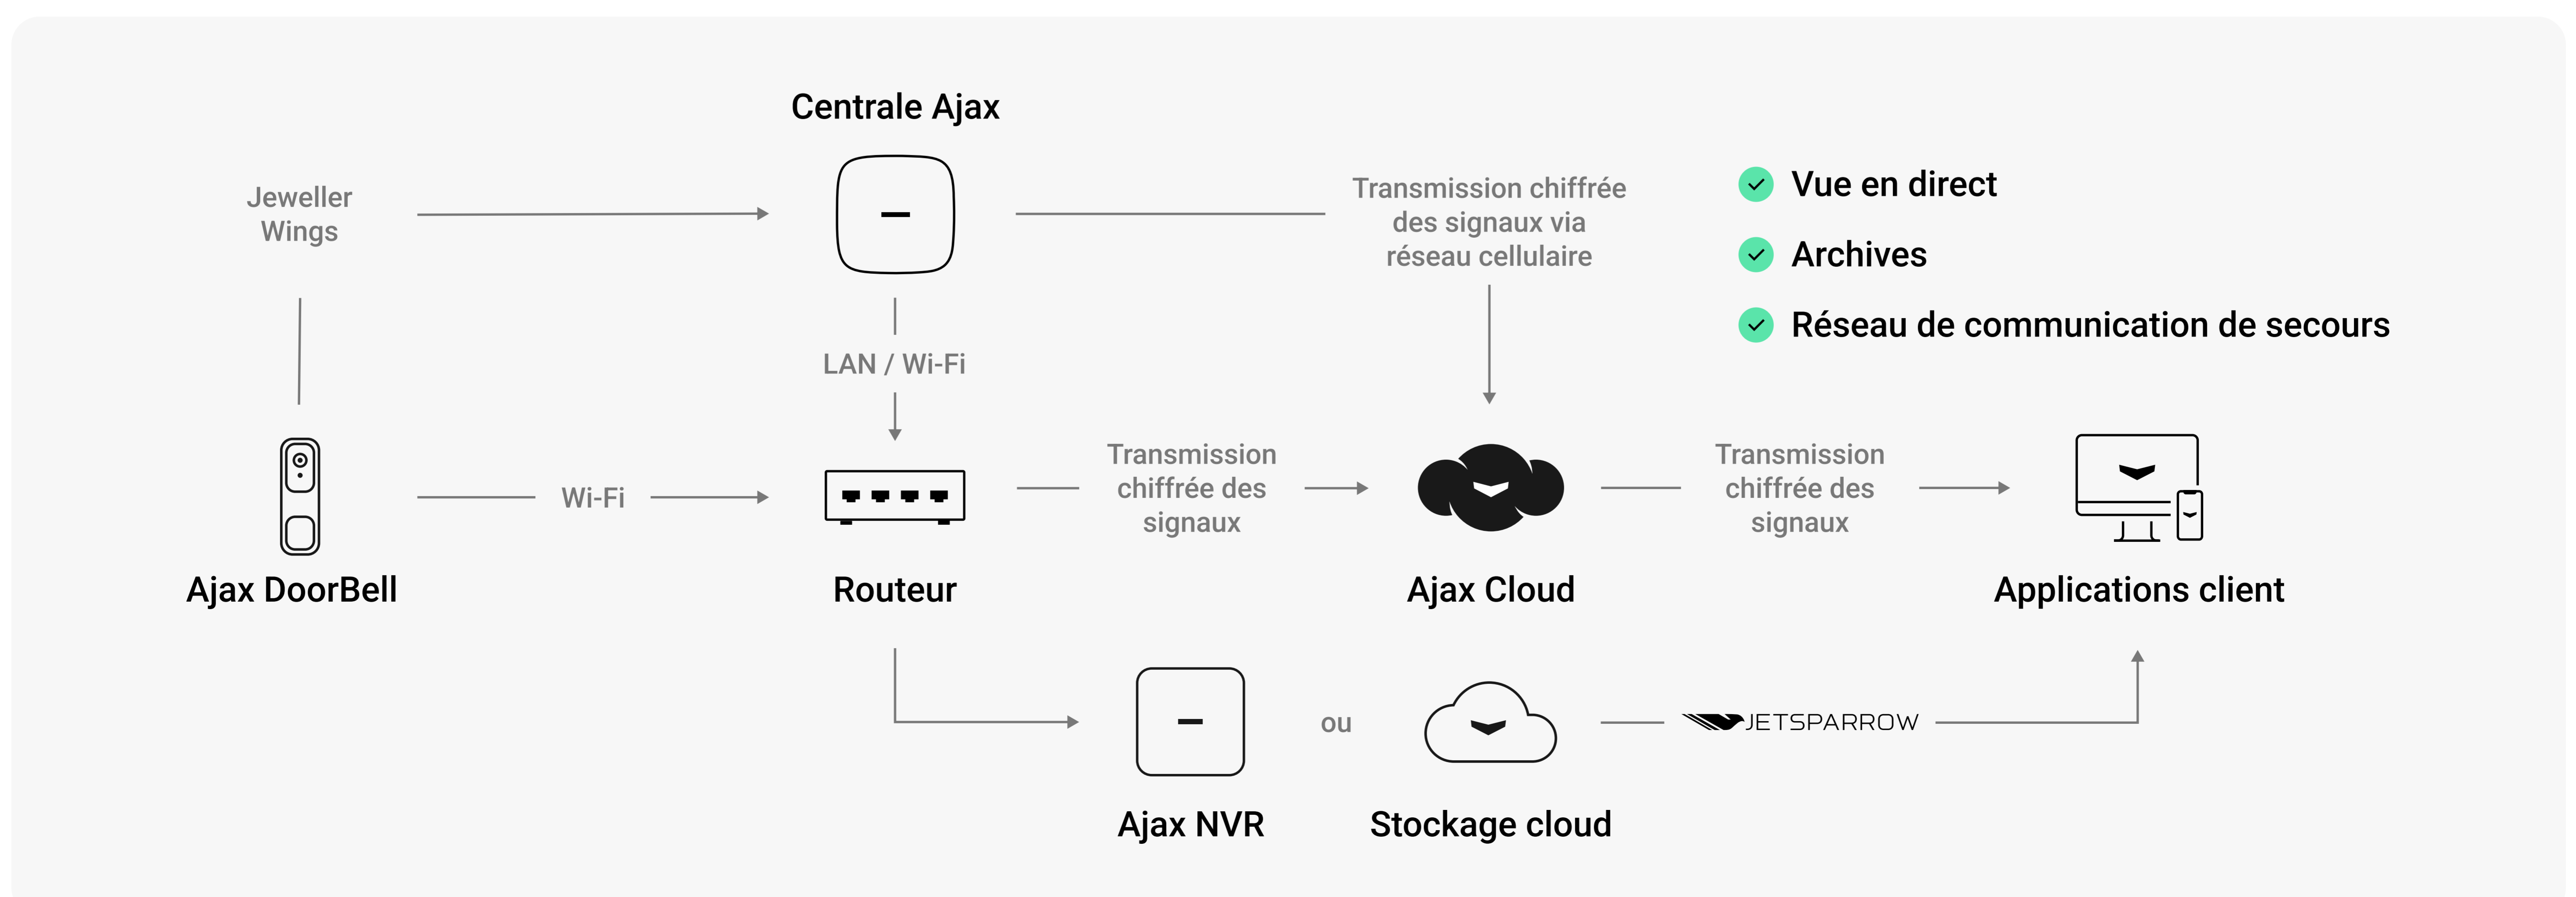 Centrale Ajax
Jeweller
Wings
Transmission chiffrée
des signaux via
réseau cellulaire
Vue en direct
Archives
Réseau de communication de secours
LAN / Wi-Fi
Wi-Fi
Transmission
chiffrée des
signaux
Transmission
chiffrée des
signaux
Ajax DoorBell
Routeur
Ajax Cloud
Applications client
ou
JETSPARROW
Ajax NVR
Stockage cloud